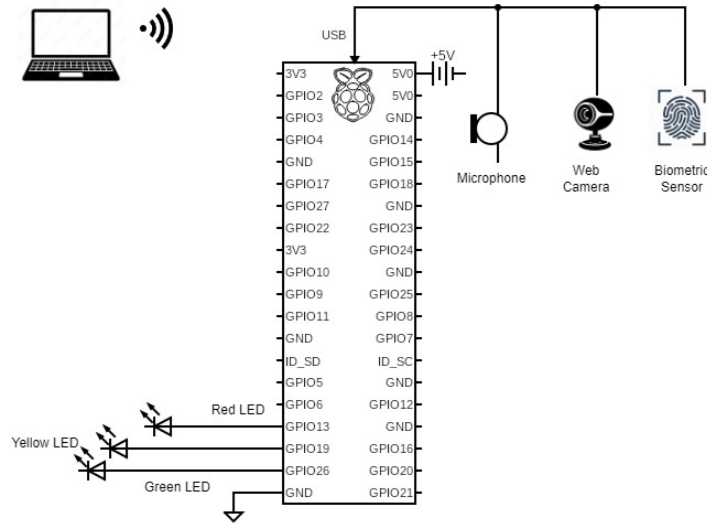 USB
+5V
3V3 5V0
GPIO2 5V0
GPIO3 GND
GPIO4 GPIO14
GND GPIO15
GPIO17 GPIO18
GPIO27 GND
GPIO22 GPIO23
3V3 GPIO24
GPIO10 GND
GPIO9 GPIO25
GPIO11 GPIO8
GND GPIO7
ID_SD ID_SC
GPIO5 GND
GPIO6 GPIO12
GPIO13 GND
GPIO19 GPIO16
GPIO26 GPIO20
GND GPIO21
Microphone
Web
Camera
Biometric
Sensor
Red LED
Yellow LED
Green LED